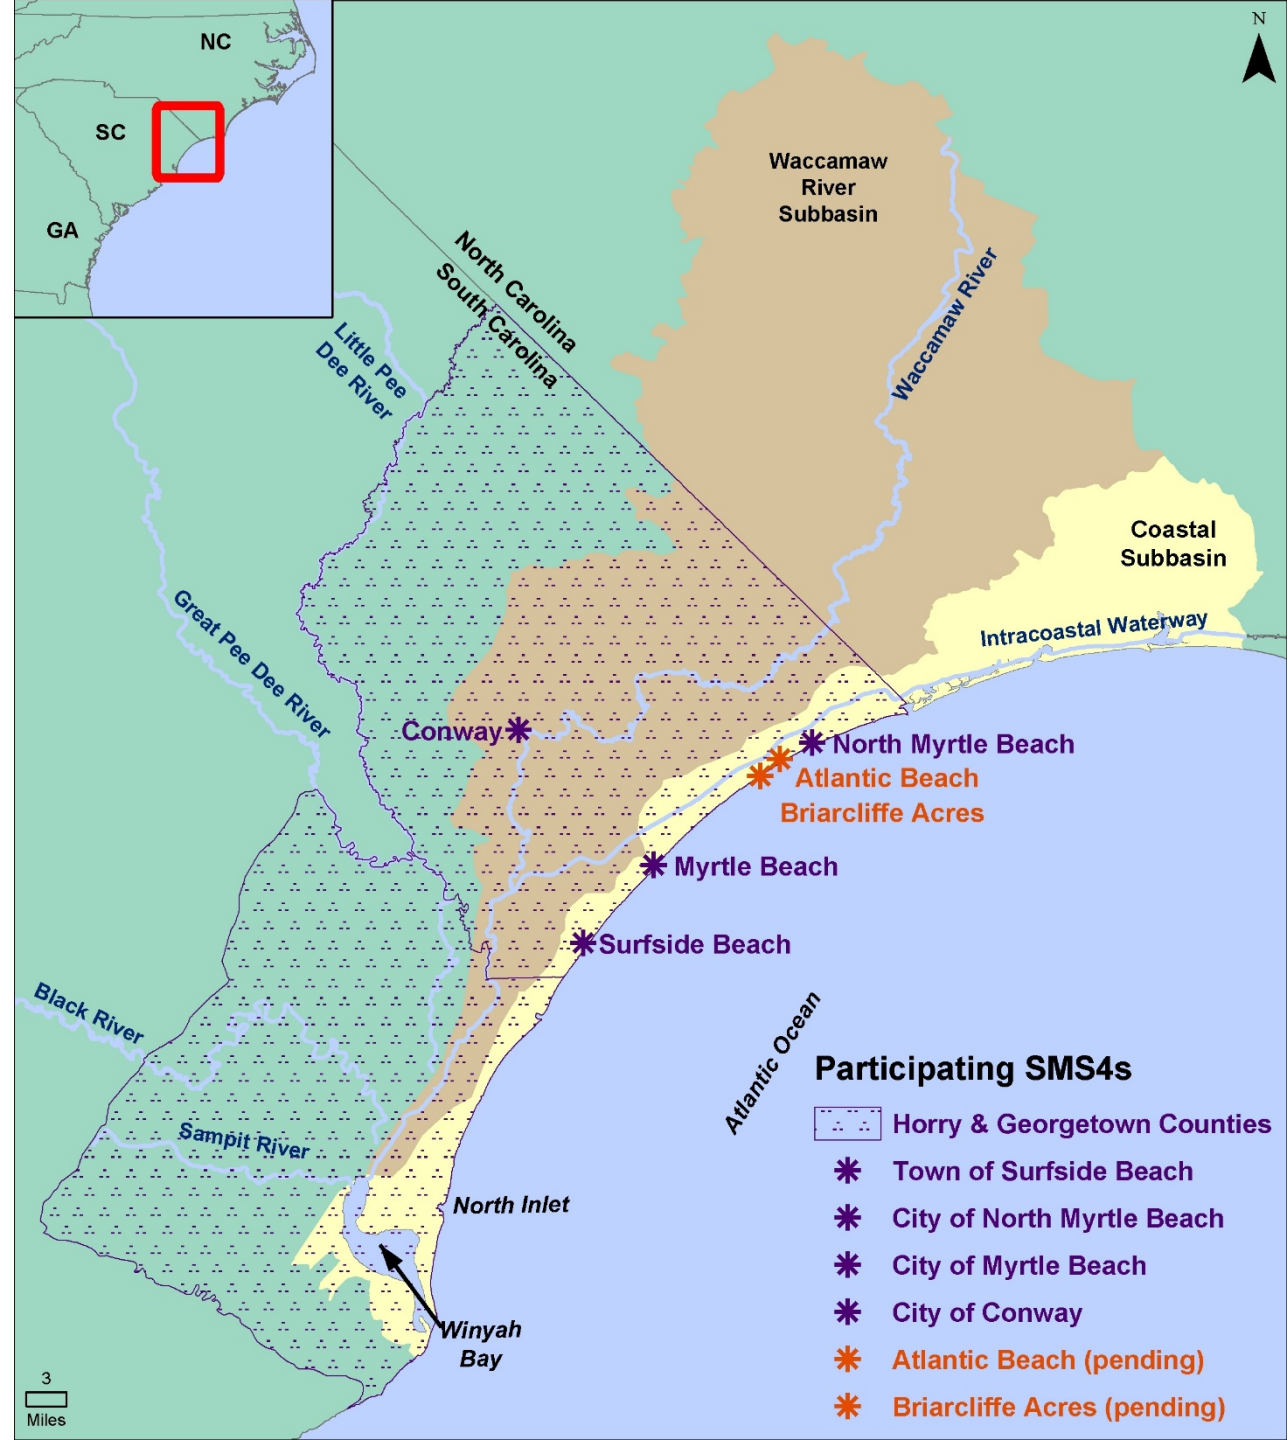 NC
SC
GA
N
Waccamaw
River
Subbasin
North Carolina
South Carolina
Little Pee
Dee River
Waccamaw River
Coastal
Subbasin
Intracoastal Waterway
Great Pee Dee River
Conway
North Myrtle Beach
Atlantic Beach
Briarcliffe Acres
Myrtle Beach
Surfside Beach
Black River
Atlantic Ocean
Sampit River
North Inlet
Winyah
Bay
Participating SMS4s
Horry & Georgetown Counties
Town of Surfside Beach
City of North Myrtle Beach
City of Myrtle Beach
City of Conway
Atlantic Beach (pending)
Briarcliffe Acres (pending)
3
Miles